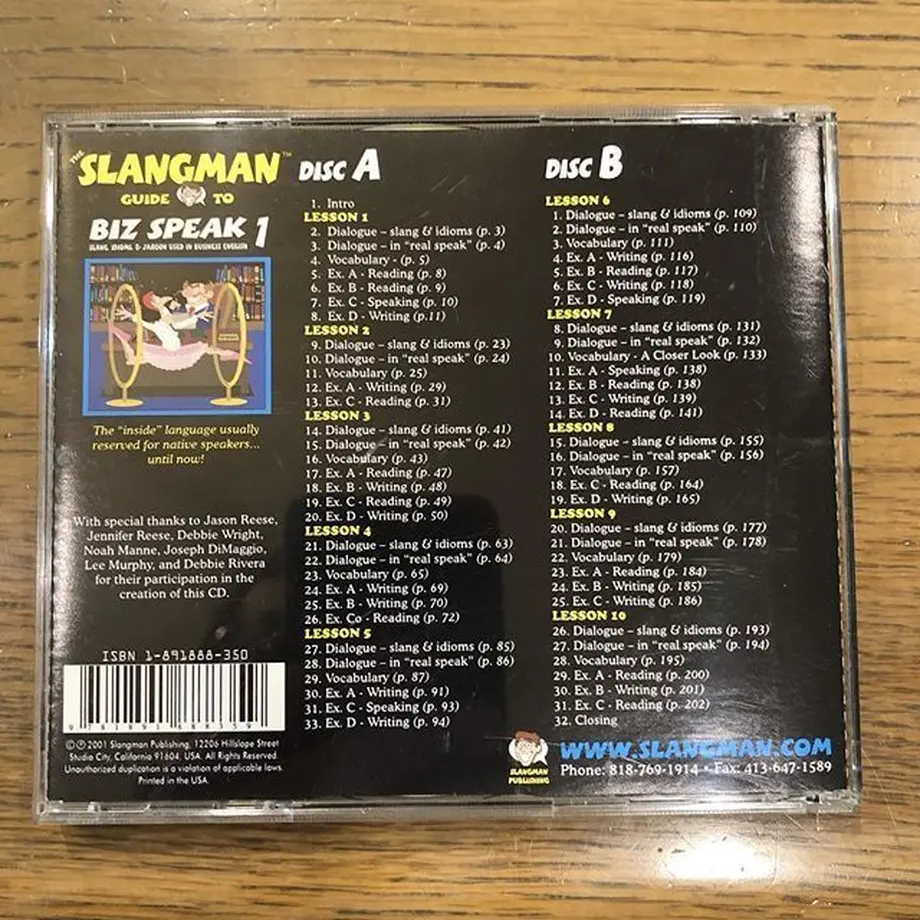 THE
SLANGMAN™
GUIDE TO
BIZ SPEAK 1
SLANG, IDIOMS, & JARGON USED IN BUSINESS ENGLISH
The "inside" language usually
reserved for native speakers...
until now!
With special thanks to Jason Reese,
Jennifer Reese, Debbie Wright,
Noah Manne, Joseph DiMaggio,
Lee Murphy, and Debbie Rivera
for their participation in the
creation of this CD.
ISBN 1-891888-350
9 781891 888359
©℗ 2001 Slangman Publishing, 12206 Hillslope Street
Studio City, California 91604, USA. All Rights Reserved.
Unauthorized duplication is a violation of applicable laws.
Printed in the USA.
DISC A
1. Intro
LESSON 1
2. Dialogue – slang & idioms (p. 3)
3. Dialogue – in "real speak" (p. 4)
4. Vocabulary - (p. 5)
5. Ex. A - Reading (p. 8)
6. Ex. B - Reading (p. 9)
7. Ex. C - Speaking (p. 10)
8. Ex. D - Writing (p.11)
LESSON 2
9. Dialogue – slang & idioms (p. 23)
10. Dialogue – in "real speak" (p. 24)
11. Vocabulary (p. 25)
12. Ex. A - Writing (p. 29)
13. Ex. C - Reading (p. 31)
LESSON 3
14. Dialogue – slang & idioms (p. 41)
15. Dialogue – in "real speak" (p. 42)
16. Vocabulary (p. 43)
17. Ex. A - Reading (p. 47)
18. Ex. B - Writing (p. 48)
19. Ex. C - Reading (p. 49)
20. Ex. D - Writing (p. 50)
LESSON 4
21. Dialogue – slang & idioms (p. 63)
22. Dialogue – in "real speak" (p. 64)
23. Vocabulary (p. 65)
24. Ex. A - Writing (p. 69)
25. Ex. B - Writing (p. 70)
26. Ex. Co - Reading (p. 72)
LESSON 5
27. Dialogue – slang & idioms (p. 85)
28. Dialogue – in "real speak" (p. 86)
29. Vocabulary (p. 87)
30. Ex. A - Writing (p. 91)
31. Ex. C - Speaking (p. 93)
33. Ex. D - Writing (p. 94)
DISC B
LESSON 6
1. Dialogue – slang & idioms (p. 109)
2. Dialogue – in "real speak" (p. 110)
3. Vocabulary (p. 111)
4. Ex. A - Writing (p. 116)
5. Ex. B - Reading (p. 117)
6. Ex. C - Writing (p. 118)
7. Ex. D - Speaking (p. 119)
LESSON 7
8. Dialogue – slang & idioms (p. 131)
9. Dialogue – in "real speak" (p. 132)
10. Vocabulary - A Closer Look (p. 133)
11. Ex. A - Speaking (p. 138)
12. Ex. B - Reading (p. 138)
13. Ex. C - Writing (p. 139)
14. Ex. D - Reading (p. 141)
LESSON 8
15. Dialogue – slang & idioms (p. 155)
16. Dialogue – in "real speak" (p. 156)
17. Vocabulary (p. 157)
18. Ex. C - Reading (p. 164)
19. Ex. D - Writing (p. 165)
LESSON 9
20. Dialogue – slang & idioms (p. 177)
21. Dialogue – in "real speak" (p. 178)
22. Vocabulary (p. 179)
23. Ex. A - Reading (p. 184)
24. Ex. B - Writing (p. 185)
25. Ex. C - Writing (p. 186)
LESSON 10
26. Dialogue – slang & idioms (p. 193)
27. Dialogue – in "real speak" (p. 194)
28. Vocabulary (p. 195)
29. Ex. A - Reading (p. 200)
30. Ex. B - Writing (p. 201)
31. Ex. C - Reading (p. 202)
32. Closing
SLANGMAN
PUBLISHING
WWW.SLANGMAN.COM
Phone: 818-769-1914 • Fax: 413-647-1589